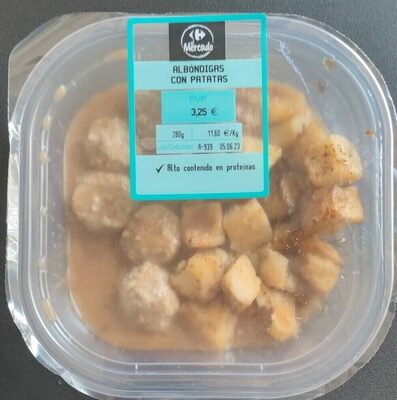 El Mercado
ALBÓNDIGAS
CON PATATAS
PVP
3,25 €
280g 11,60 €/Kg
A-939 05.06.23
✓ Alto contenido en proteínas